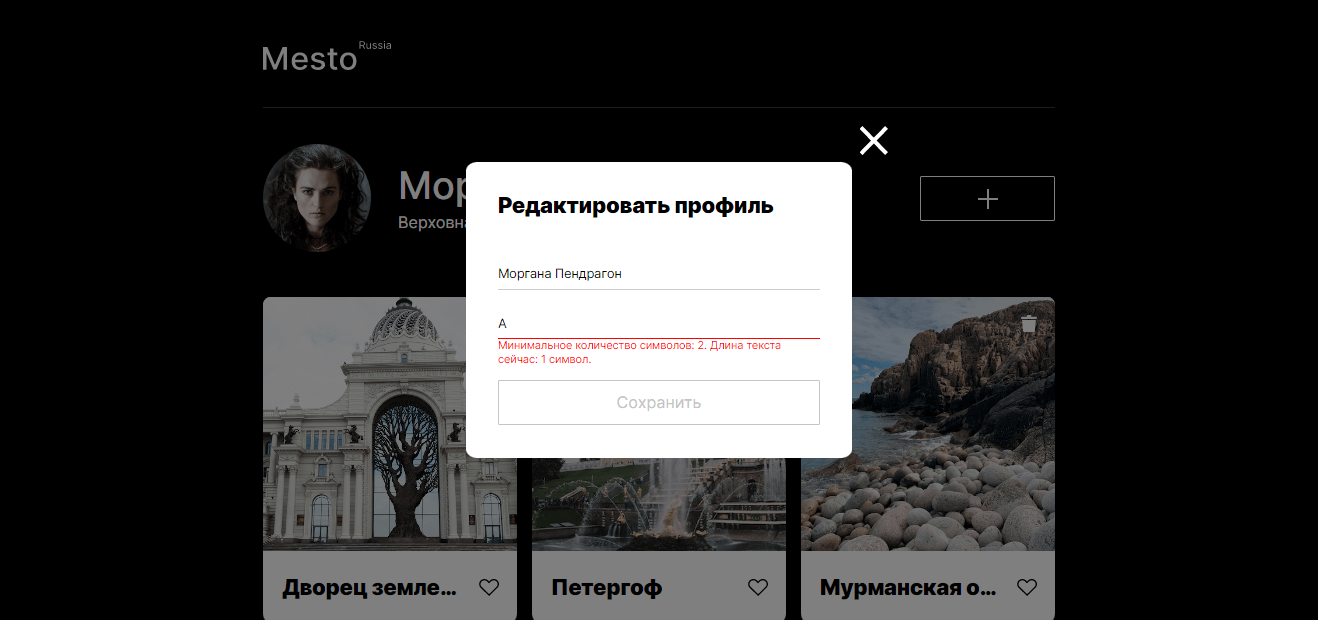 Mesto
Russia
Мор
Верховна
Редактировать профиль
Моргана Пендрагон
А
Минимальное количество символов: 2. Длина текста
сейчас: 1 символ.
Сохранить
Дворец земле...
Петергоф
Мурманская о...